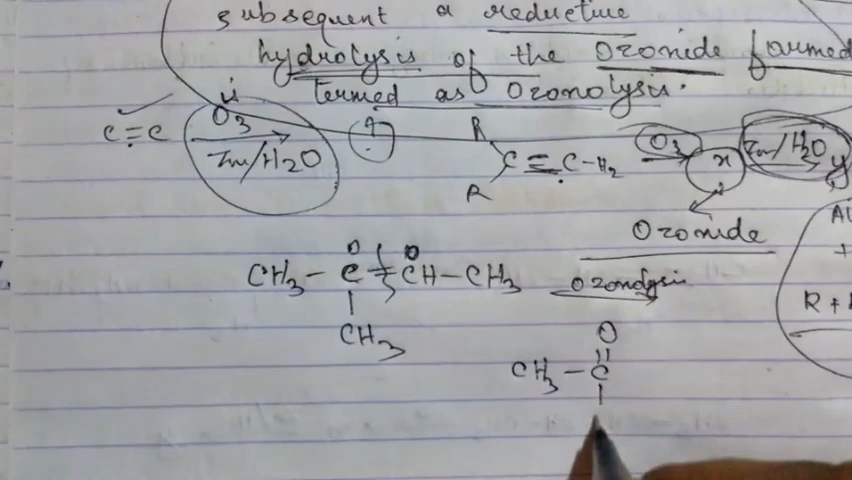 subsequent a reductive
hydrolysis of the ozonide formed
termed as ozonolysis.
C=C O3 Zn/H2O ?
R R C=C-H2 O3 x Zn/H2O y
Ozonide
CH3-C=CH-CH3 ozonolysis
O O
CH3
O
CH3-C
Al
+
R+